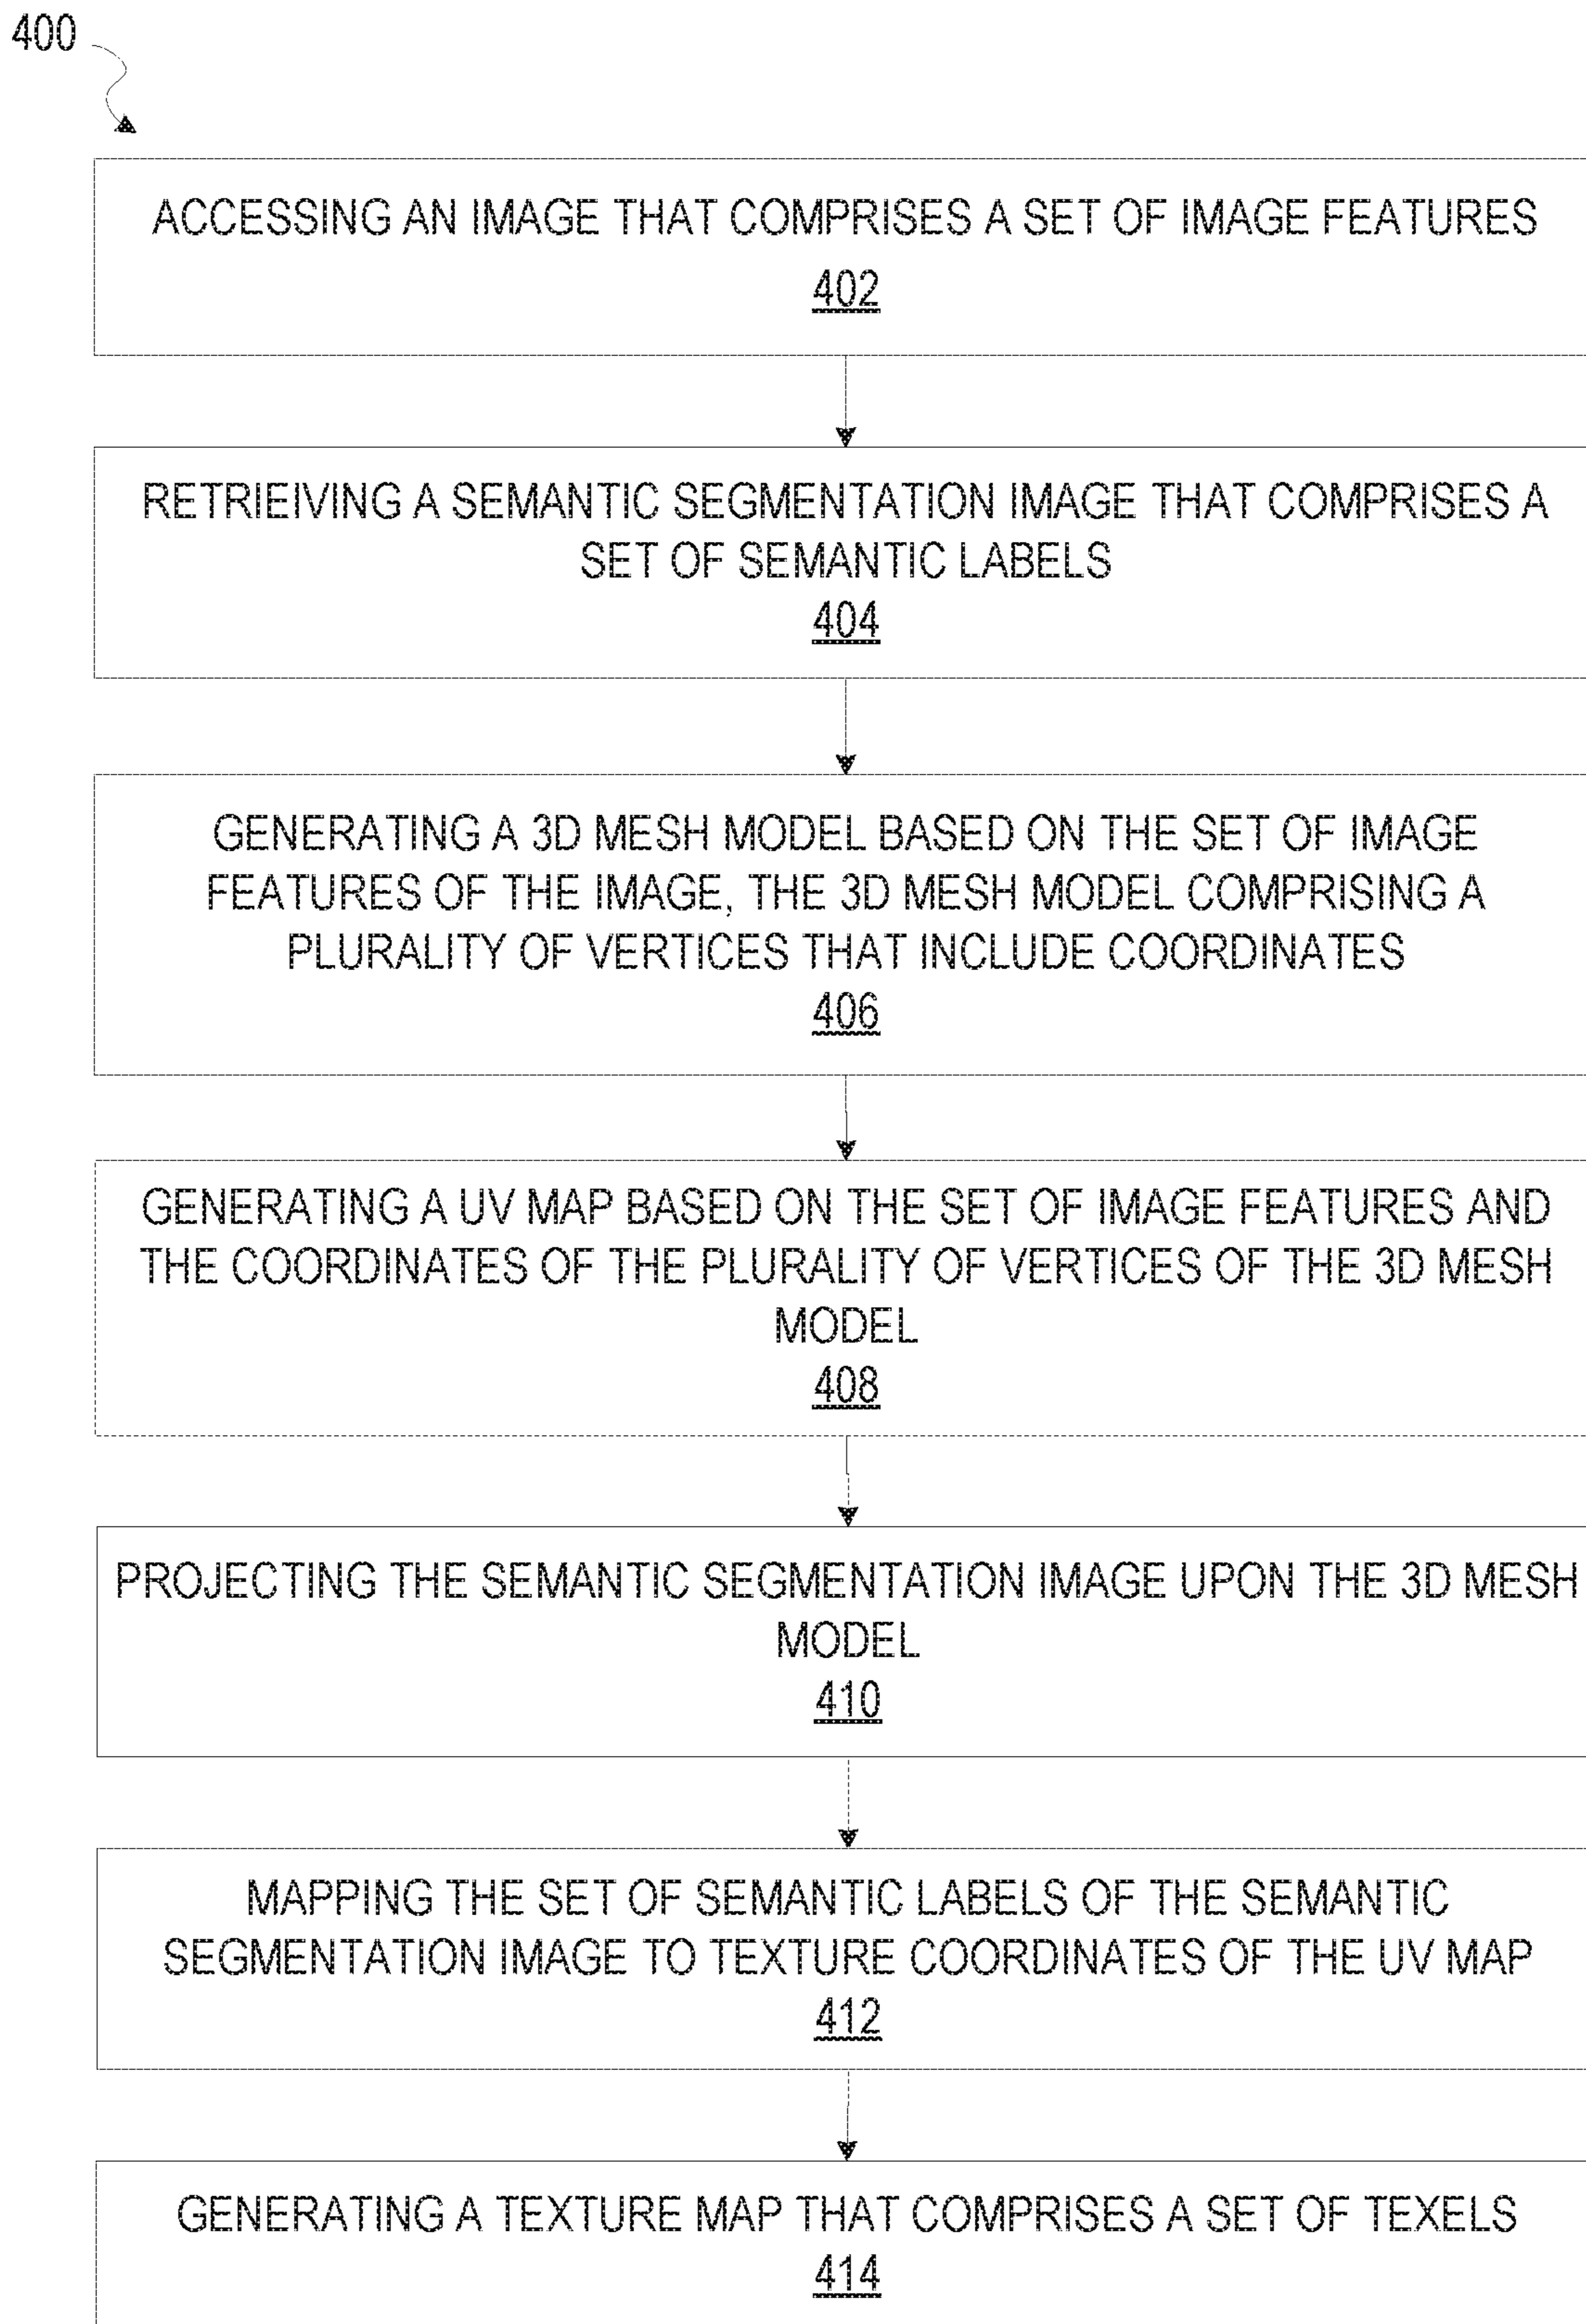 400
ACCESSING AN IMAGE THAT COMPRISES A SET OF IMAGE FEATURES
402
RETRIEIVING A SEMANTIC SEGMENTATION IMAGE THAT COMPRISES A
SET OF SEMANTIC LABELS
404
GENERATING A 3D MESH MODEL BASED ON THE SET OF IMAGE
FEATURES OF THE IMAGE, THE 3D MESH MODEL COMPRISING A
PLURALITY OF VERTICES THAT INCLUDE COORDINATES
406
GENERATING A UV MAP BASED ON THE SET OF IMAGE FEATURES AND
THE COORDINATES OF THE PLURALITY OF VERTICES OF THE 3D MESH
MODEL
408
PROJECTING THE SEMANTIC SEGMENTATION IMAGE UPON THE 3D MESH
MODEL
410
MAPPING THE SET OF SEMANTIC LABELS OF THE SEMANTIC
SEGMENTATION IMAGE TO TEXTURE COORDINATES OF THE UV MAP
412
GENERATING A TEXTURE MAP THAT COMPRISES A SET OF TEXELS
414